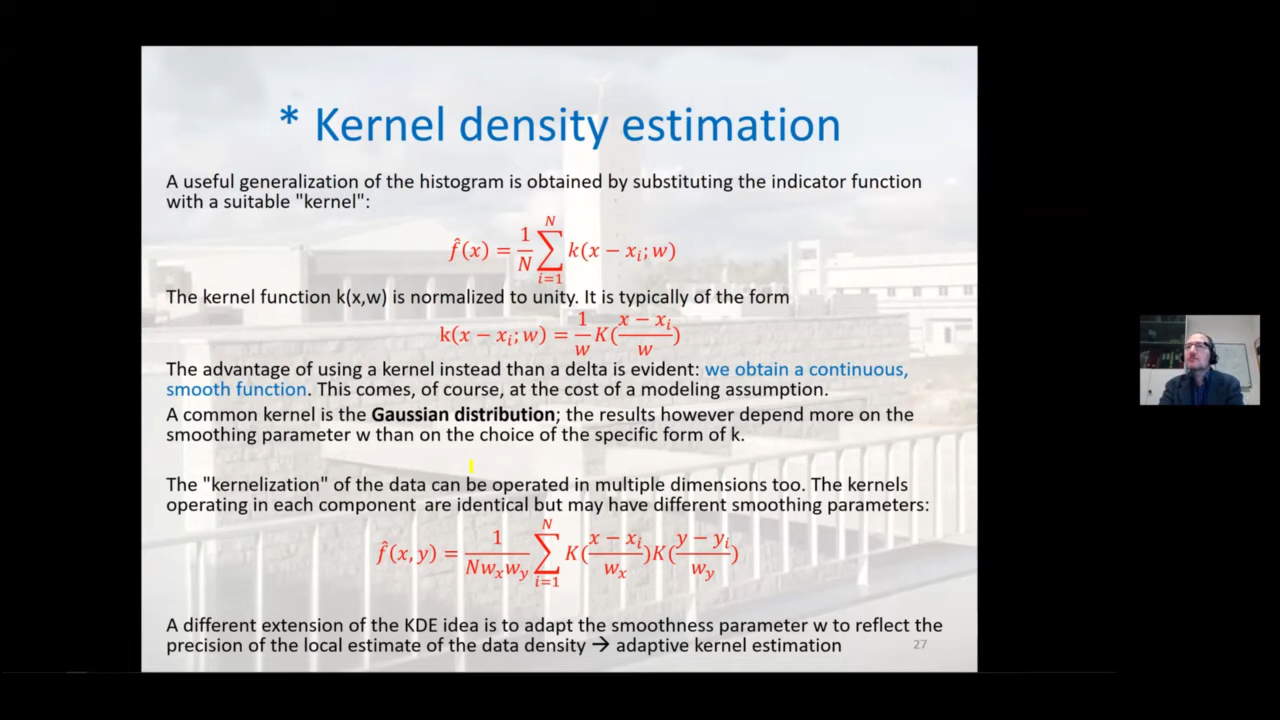 * Kernel density estimation
A useful generalization of the histogram is obtained by substituting the indicator function
with a suitable "kernel":
f̂(x) = 1/N ∑_{i=1}^{N} k(x − x_i; w)
The kernel function k(x,w) is normalized to unity. It is typically of the form
k(x − x_i; w) = 1/w K((x − x_i)/w)
The advantage of using a kernel instead than a delta is evident: we obtain a continuous,
smooth function. This comes, of course, at the cost of a modeling assumption.
A common kernel is the Gaussian distribution; the results however depend more on the
smoothing parameter w than on the choice of the specific form of k.
The "kernelization" of the data can be operated in multiple dimensions too. The kernels
operating in each component are identical but may have different smoothing parameters:
f̂(x, y) = 1/(N w_x w_y) ∑_{i=1}^{N} K((x − x_i)/w_x) K((y − y_i)/w_y)
A different extension of the KDE idea is to adapt the smoothness parameter w to reflect the
precision of the local estimate of the data density → adaptive kernel estimation
27